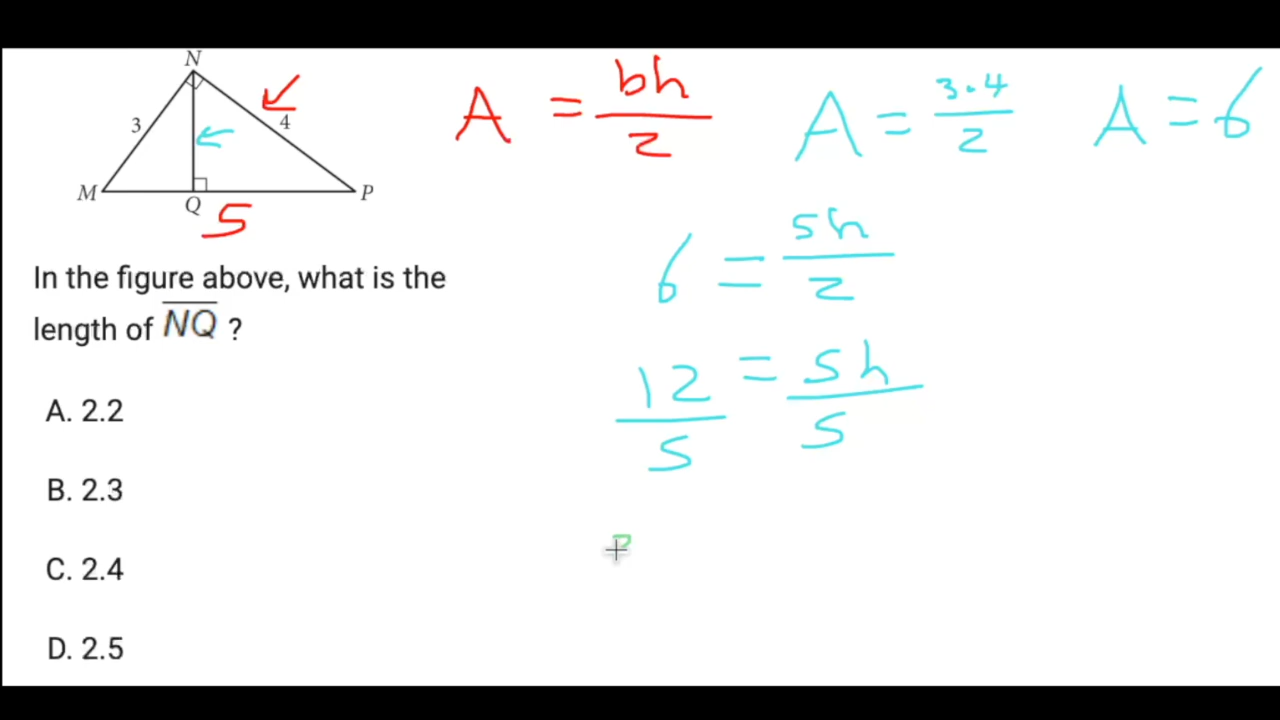 N
3
4
M
Q
P
5
A = bh/2
A = 3·4/2
A = 6
6 = 5h/2
12/5 = 5h/5
In the figure above, what is the
length of NQ ?
A. 2.2
B. 2.3
C. 2.4
D. 2.5